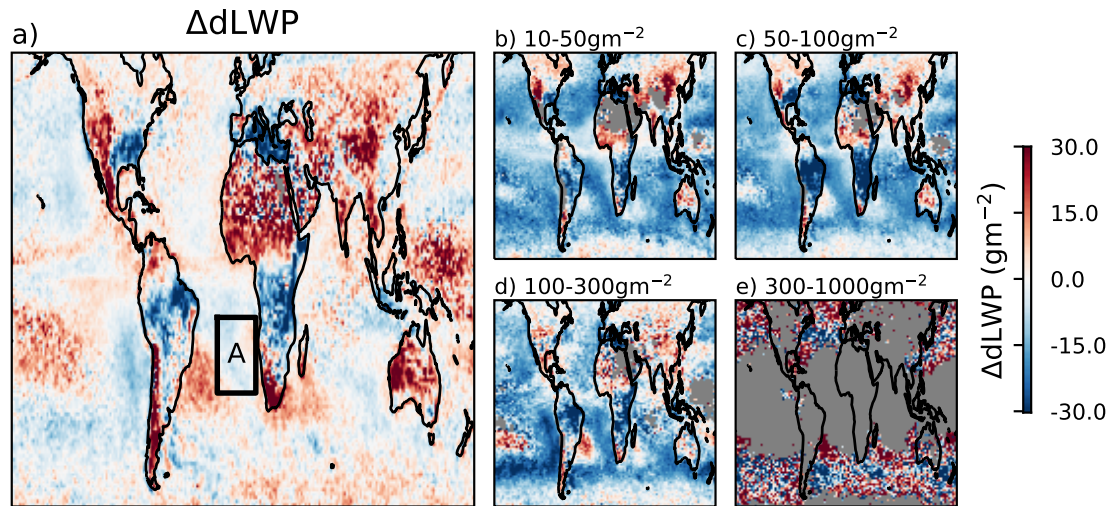 ΔdLWP
a)
b) 10-50gm⁻²
c) 50-100gm⁻²
A
d) 100-300gm⁻²
e) 300-1000gm⁻²
30.0
15.0
0.0
-15.0
-30.0
ΔdLWP (gm⁻²)